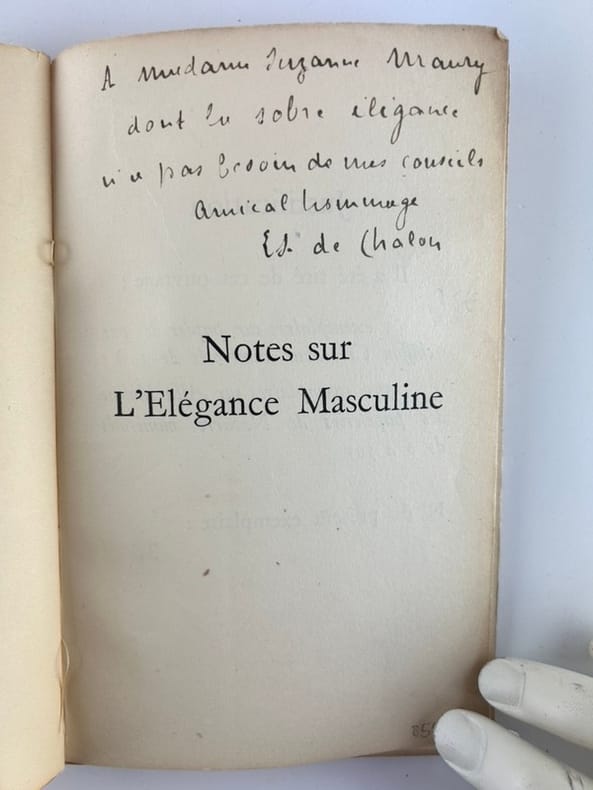 A Madame Suzanne Maury
dont la sobre élégance
n'a pas besoin de mes conseils
Amical hommage
Es. de Chalon
Notes sur
L'Elégance Masculine